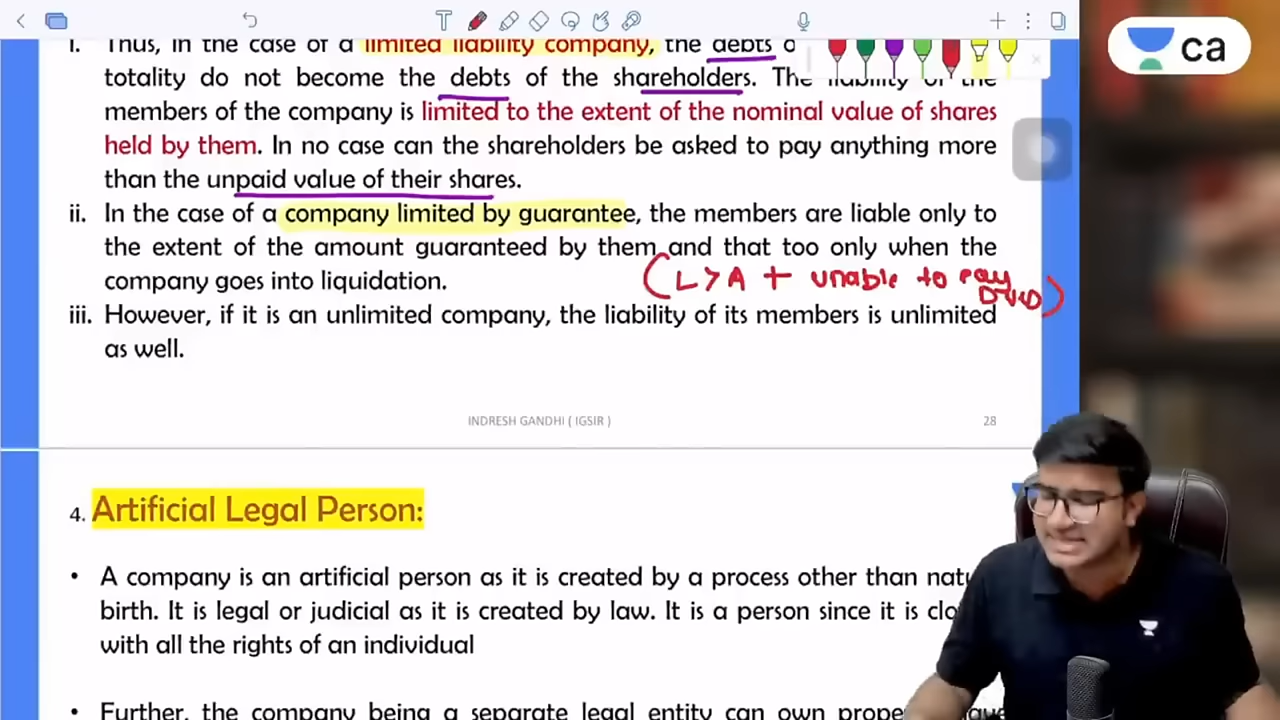 ca
i. Thus, in the case of a limited liability company, the debts
totality do not become the debts of the shareholders. The liability of the
members of the company is limited to the extent of the nominal value of shares
held by them. In no case can the shareholders be asked to pay anything more
than the unpaid value of their shares.
ii. In the case of a company limited by guarantee, the members are liable only to
the extent of the amount guaranteed by them and that too only when the
company goes into liquidation.
(L > A + unable to pay
iii. However, if it is an unlimited company, the liability of its members is unlimited
as well.
INDRESH GANDHI ( IGSIR )
28
4. Artificial Legal Person:
• A company is an artificial person as it is created by a process other than
birth. It is legal or judicial as it is created by law. It is a person since it is
with all the rights of an individual
• Further, the company being a separate legal entity can own